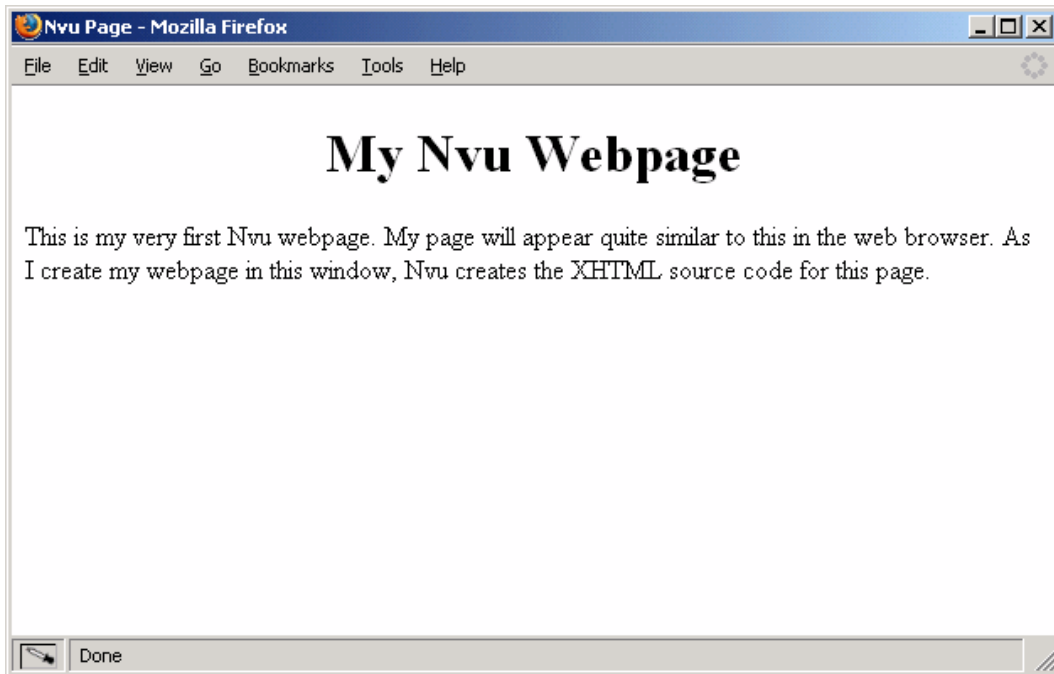 Nvu Page - Mozilla Firefox
File Edit View Go Bookmarks Tools Help
My Nvu Webpage
This is my very first Nvu webpage. My page will appear quite similar to this in the web browser. As
I create my webpage in this window, Nvu creates the XHTML source code for this page.
Done